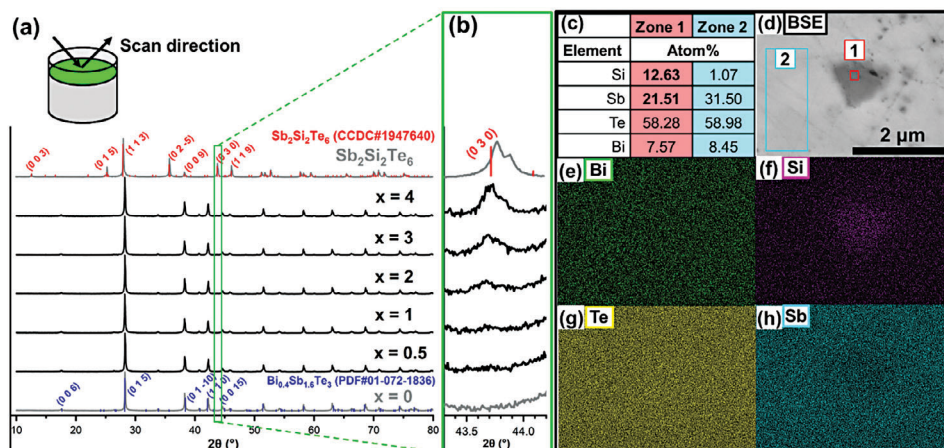 (a)
Scan direction
Sb₂Si₂Te₆ (CCDC#1947640)
Sb₂Si₂Te₆
(0 0 3)
(0 1 5)
(1 1 3)
(0 2 -5)
(0 0 9)
(0 3 0)
(1 1 9)
x = 4
x = 3
x = 2
x = 1
x = 0.5
Bi₀.₄Sb₁.₆Te₃ (PDF#01-072-1836)
x = 0
(0 0 6)
(0 1 5)
(0 1 -10)
(1 1 0)
(0 0 15)
10 20 30 40 50 60 70 80
2θ (°)
(b)
(0 3 0)
43.5 44.0
2θ (°)
(c) Zone 1 Zone 2
Element Atom%
Si 12.63 1.07
Sb 21.51 31.50
Te 58.28 58.98
Bi 7.57 8.45
(d) BSE
1
2
2 μm
(e) Bi
(f) Si
(g) Te
(h) Sb